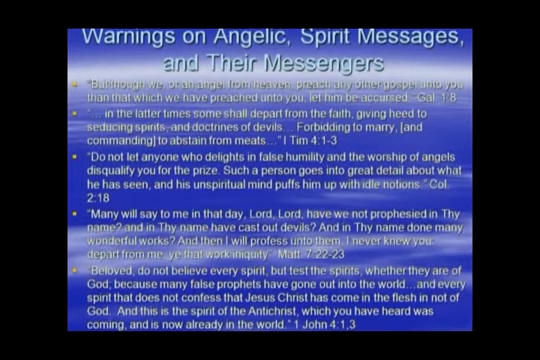 Warnings on Angelic, Spirit Messages,
and Their Messengers
"But though we, or an angel from heaven, preach any other gospel unto you
than that which we have preached unto you, let him be accursed." Gal. 1:8
"… in the latter times some shall depart from the faith, giving heed to
seducing spirits, and doctrines of devils… Forbidding to marry, [and
commanding] to abstain from meats…" I Tim 4:1-3
"Do not let anyone who delights in false humility and the worship of angels
disqualify you for the prize. Such a person goes into great detail about what
he has seen, and his unspiritual mind puffs him up with idle notions." Col.
2:18
"Many will say to me in that day, Lord, Lord, have we not prophesied in Thy
name? and in Thy name have cast out devils? And in Thy name done many
wonderful works? And then I will profess unto them, I never knew you:
depart from me, ye that work iniquity" Matt. 7:22-23
"Beloved, do not believe every spirit, but test the spirits, whether they are of
God; because many false prophets have gone out into the world…and every
spirit that does not confess that Jesus Christ has come in the flesh in not of
God. And this is the spirit of the Antichrist, which you have heard was
coming, and is now already in the world." 1 John 4:1,3